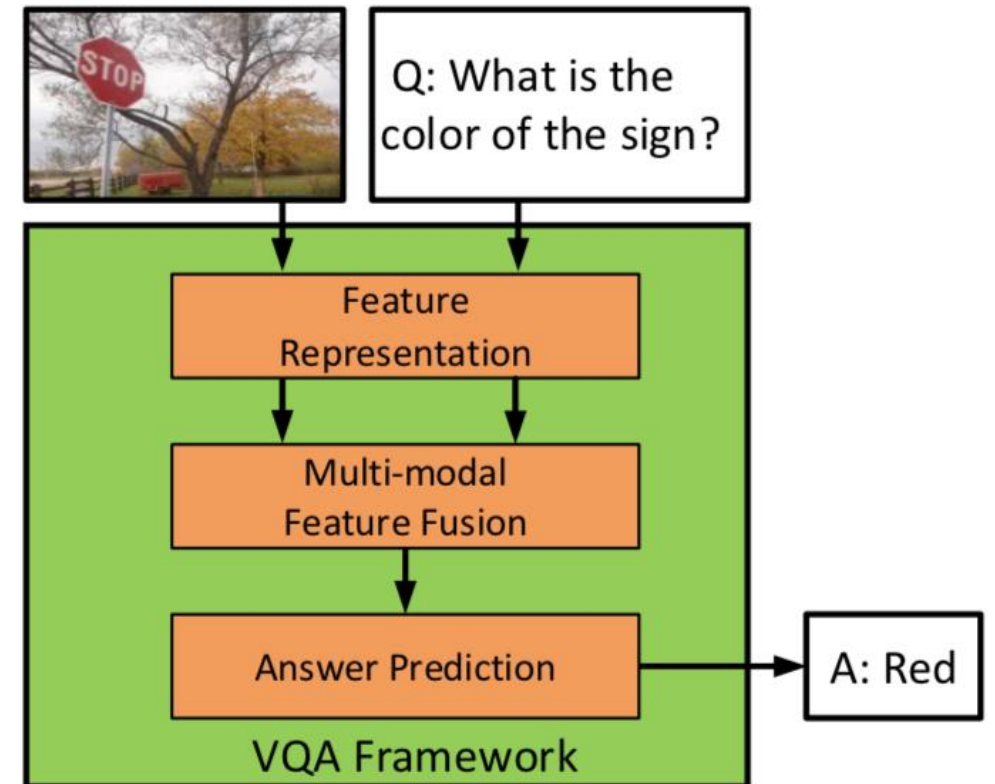 STOP
Q: What is the
color of the sign?
Feature
Representation
Multi-modal
Feature Fusion
Answer Prediction
A: Red
VQA Framework